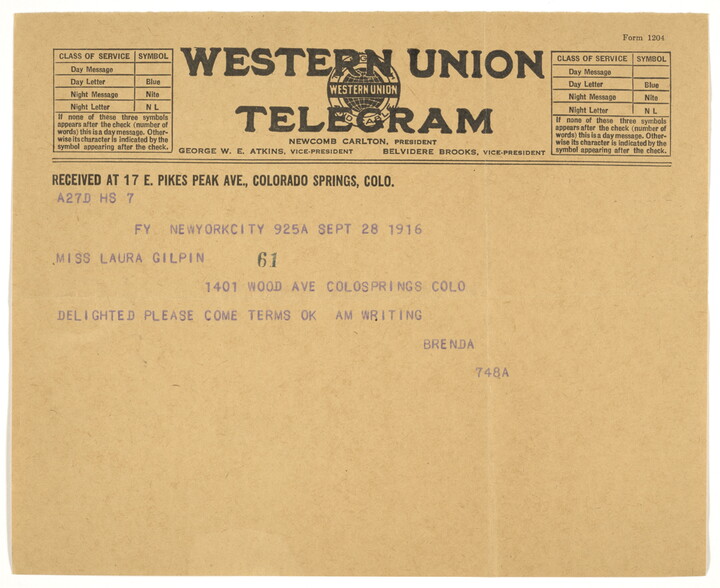 Form 1204
CLASS OF SERVICE SYMBOL
Day Message
Day Letter Blue
Night Message Nite
Night Letter N L
If none of these three symbols
appears after the check (number of
words) this is a day message. Other-
wise its character is indicated by the
symbol appearing after the check.
WESTERN UNION
WESTERN UNION
TELEGRAM
NEWCOMB CARLTON, PRESIDENT
GEORGE W. E. ATKINS, VICE-PRESIDENT BELVIDERE BROOKS, VICE-PRESIDENT
CLASS OF SERVICE SYMBOL
Day Message
Day Letter Blue
Night Message Nite
Night Letter N L
If none of these three symbols
appears after the check (number of
words) this is a day message. Other-
wise its character is indicated by the
symbol appearing after the check.
RECEIVED AT 17 E. PIKES PEAK AVE., COLORADO SPRINGS, COLO.
A27D HS 7
FY NEWYORKCITY 925A SEPT 28 1916
MISS LAURA GILPIN 61
1401 WOOD AVE COLOSPRINGS COLO
DELIGHTED PLEASE COME TERMS OK AM WRITING
BRENDA
748A